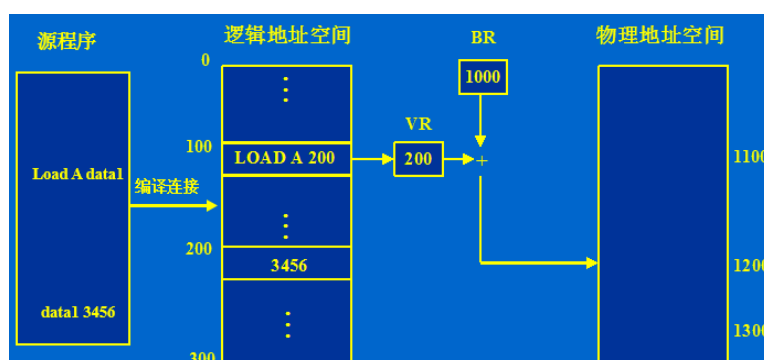 源程序
逻辑地址空间
BR
物理地址空间
0
1000
VR
100
LOAD A 200
200
+
1100
Load A data1
编译连接
200
3456
1200
data1 3456
300
1300